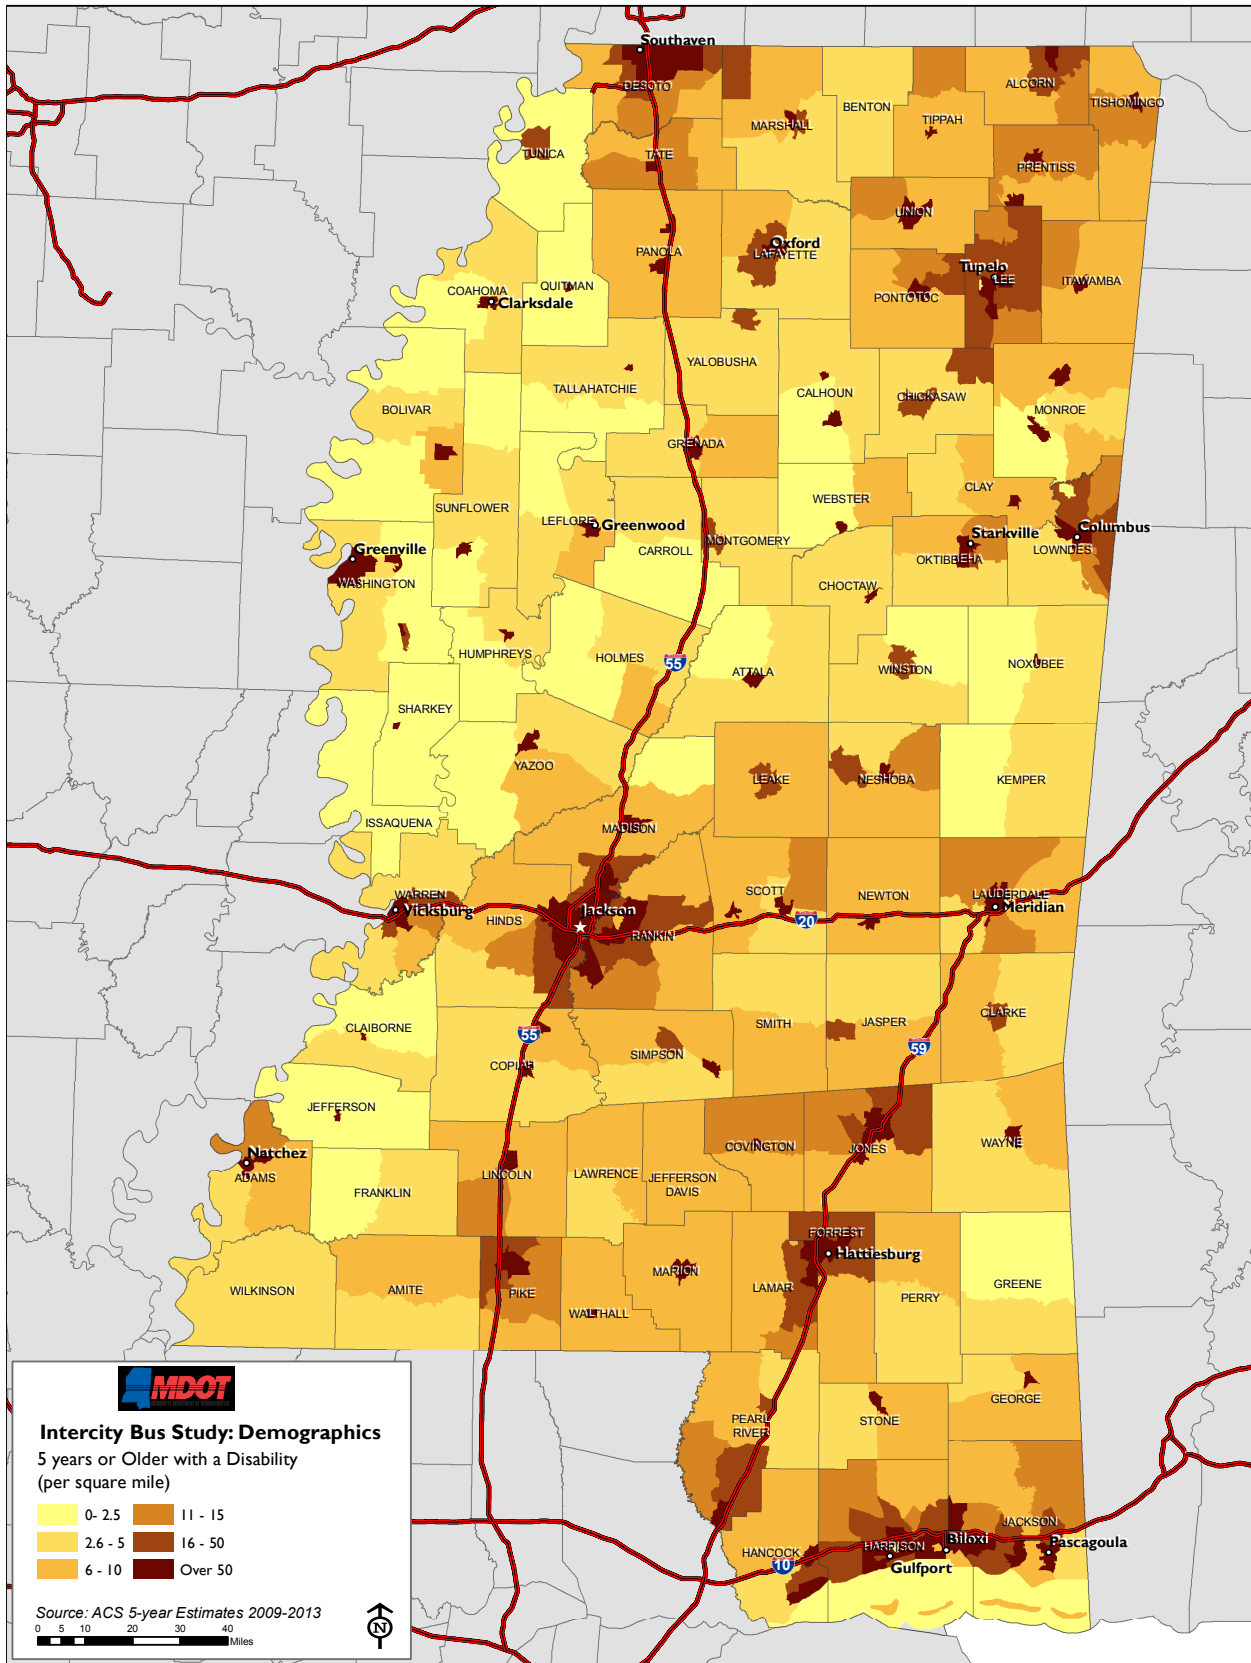 Southaven
DESOTO
ALCORN
TISHOMINGO
BENTON
MARSHALL
TIPPAH
TUNICA
TATE
PRENTISS
UNION
Oxford
LAFAYETTE
PANOLA
Tupelo
LEE
ITAWAMBA
PONTOTOC
QUITMAN
COAHOMA
Clarksdale
YALOBUSHA
TALLAHATCHIE
CALHOUN
CHICKASAW
BOLIVAR
MONROE
GRENADA
CLAY
WEBSTER
SUNFLOWER
LEFLORE
Greenwood
Columbus
Starkville
MONTGOMERY
CARROLL
LOWNDES
OKTIBBEHA
Greenville
WASHINGTON
CHOCTAW
HUMPHREYS
HOLMES
55
ATTALA
WINSTON
NOXUBEE
SHARKEY
YAZOO
LEAKE
NESHOBA
KEMPER
ISSAQUENA
MADISON
WARREN
Vicksburg
HINDS
Jackson
RANKIN
SCOTT
20
NEWTON
LAUDERDALE
Meridian
CLAIBORNE
55
COPIAH
SIMPSON
SMITH
JASPER
CLARKE
59
JEFFERSON
COVINGTON
JONES
WAYNE
Natchez
ADAMS
FRANKLIN
LINCOLN
LAWRENCE
JEFFERSON
DAVIS
FORREST
Hattiesburg
WILKINSON
AMITE
PIKE
MARION
WALTHALL
LAMAR
PERRY
GREENE
GEORGE
PEARL
RIVER
STONE
JACKSON
HANCOCK
HARRISON
Biloxi
Pascagoula
10
Gulfport
MDOT
Intercity Bus Study: Demographics
5 years or Older with a Disability
(per square mile)
0- 2.5
11 - 15
2.6 - 5
16 - 50
6 - 10
Over 50
Source: ACS 5-year Estimates 2009-2013
0 5 10 20 30 40
Miles
N